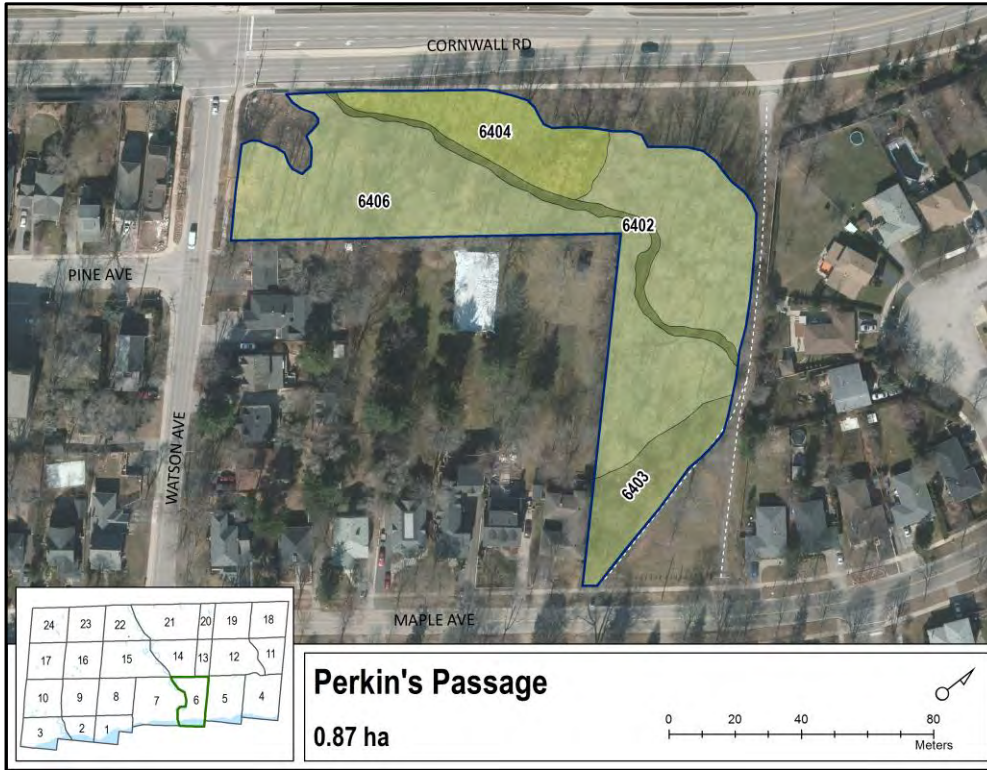 CORNWALL RD
6404
6406
6402
PINE AVE
WATSON AVE
6403
MAPLE AVE
24 23 22 21 20 19 18
17 16 15 14 13 12 11
10 9 8 7 6 5 4
3 2 1
Perkin's Passage
0.87 ha
0 20 40 80
Meters